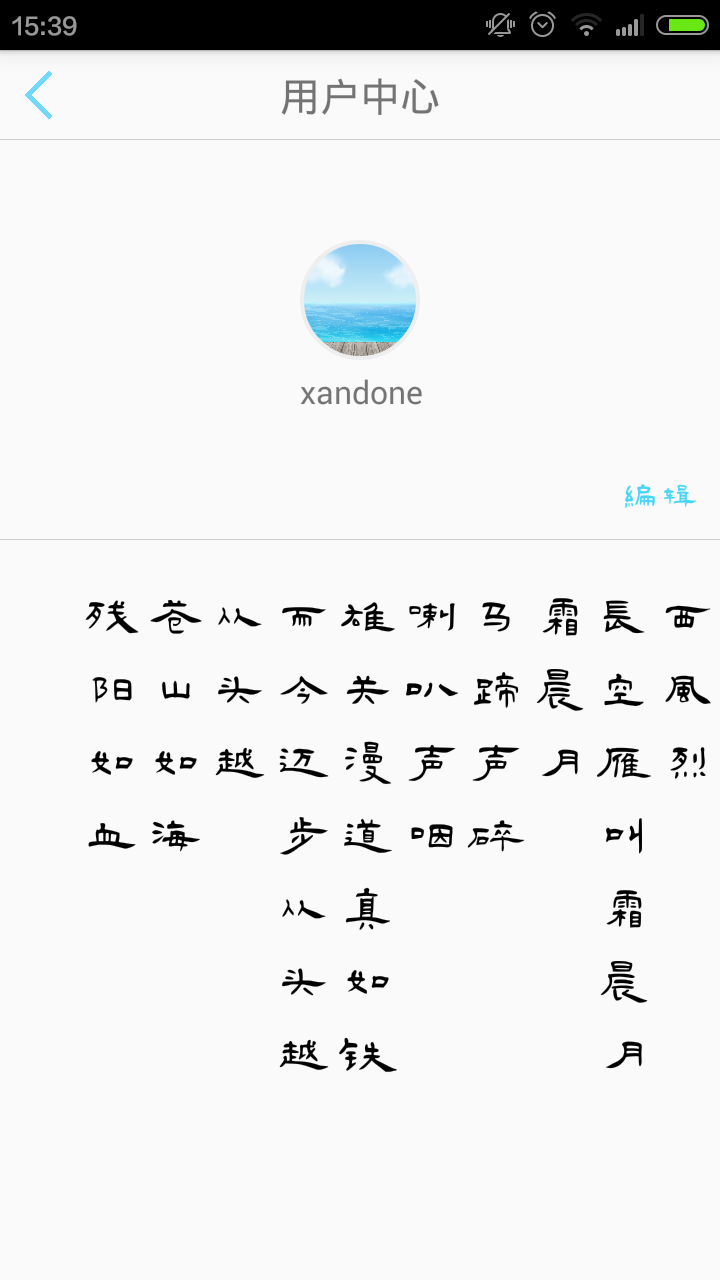 15:39
用户中心
xandone
编辑
西風烈
長空雁叫霜晨月
霜晨月
马蹄声碎
喇叭声咽
雄关漫道真如铁
而今迈步从头越
从头越
苍山如海
残阳如血